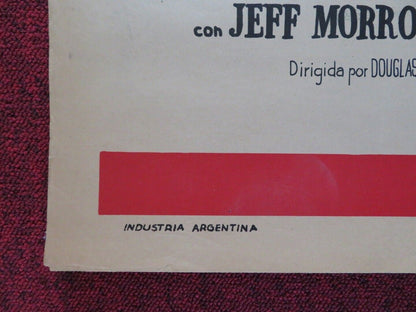 con JEFF MORRO
Dirigida por DOUGLAS
INDUSTRIA ARGENTINA